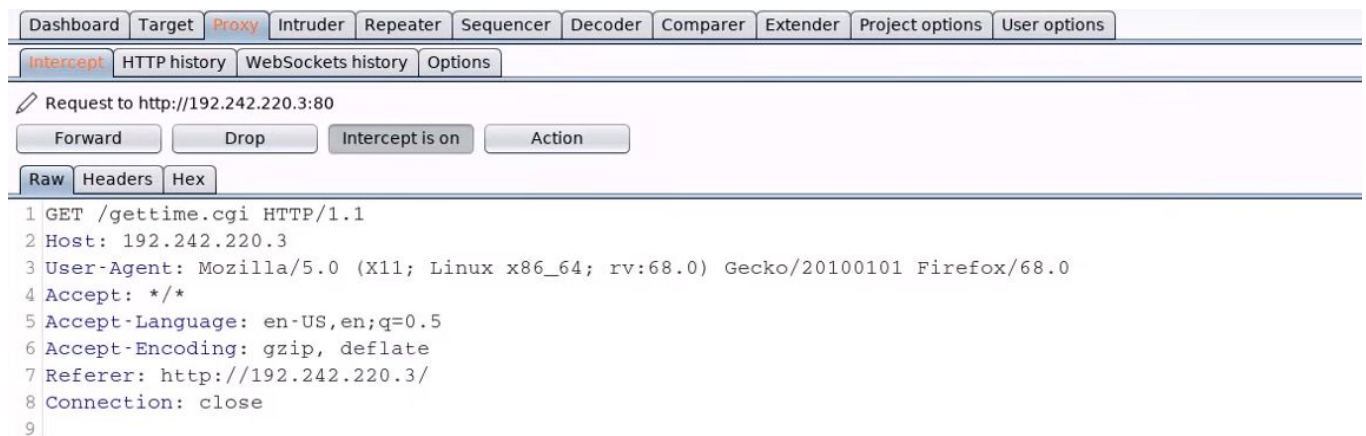 Dashboard Target Proxy Intruder Repeater Sequencer Decoder Comparer Extender Project options User options
Intercept HTTP history WebSockets history Options
Request to http://192.242.220.3:80
Forward Drop Intercept is on Action
Raw Headers Hex
1 GET /gettime.cgi HTTP/1.1
2 Host: 192.242.220.3
3 User-Agent: Mozilla/5.0 (X11; Linux x86_64; rv:68.0) Gecko/20100101 Firefox/68.0
4 Accept: */*
5 Accept-Language: en-US,en;q=0.5
6 Accept-Encoding: gzip, deflate
7 Referer: http://192.242.220.3/
8 Connection: close
9